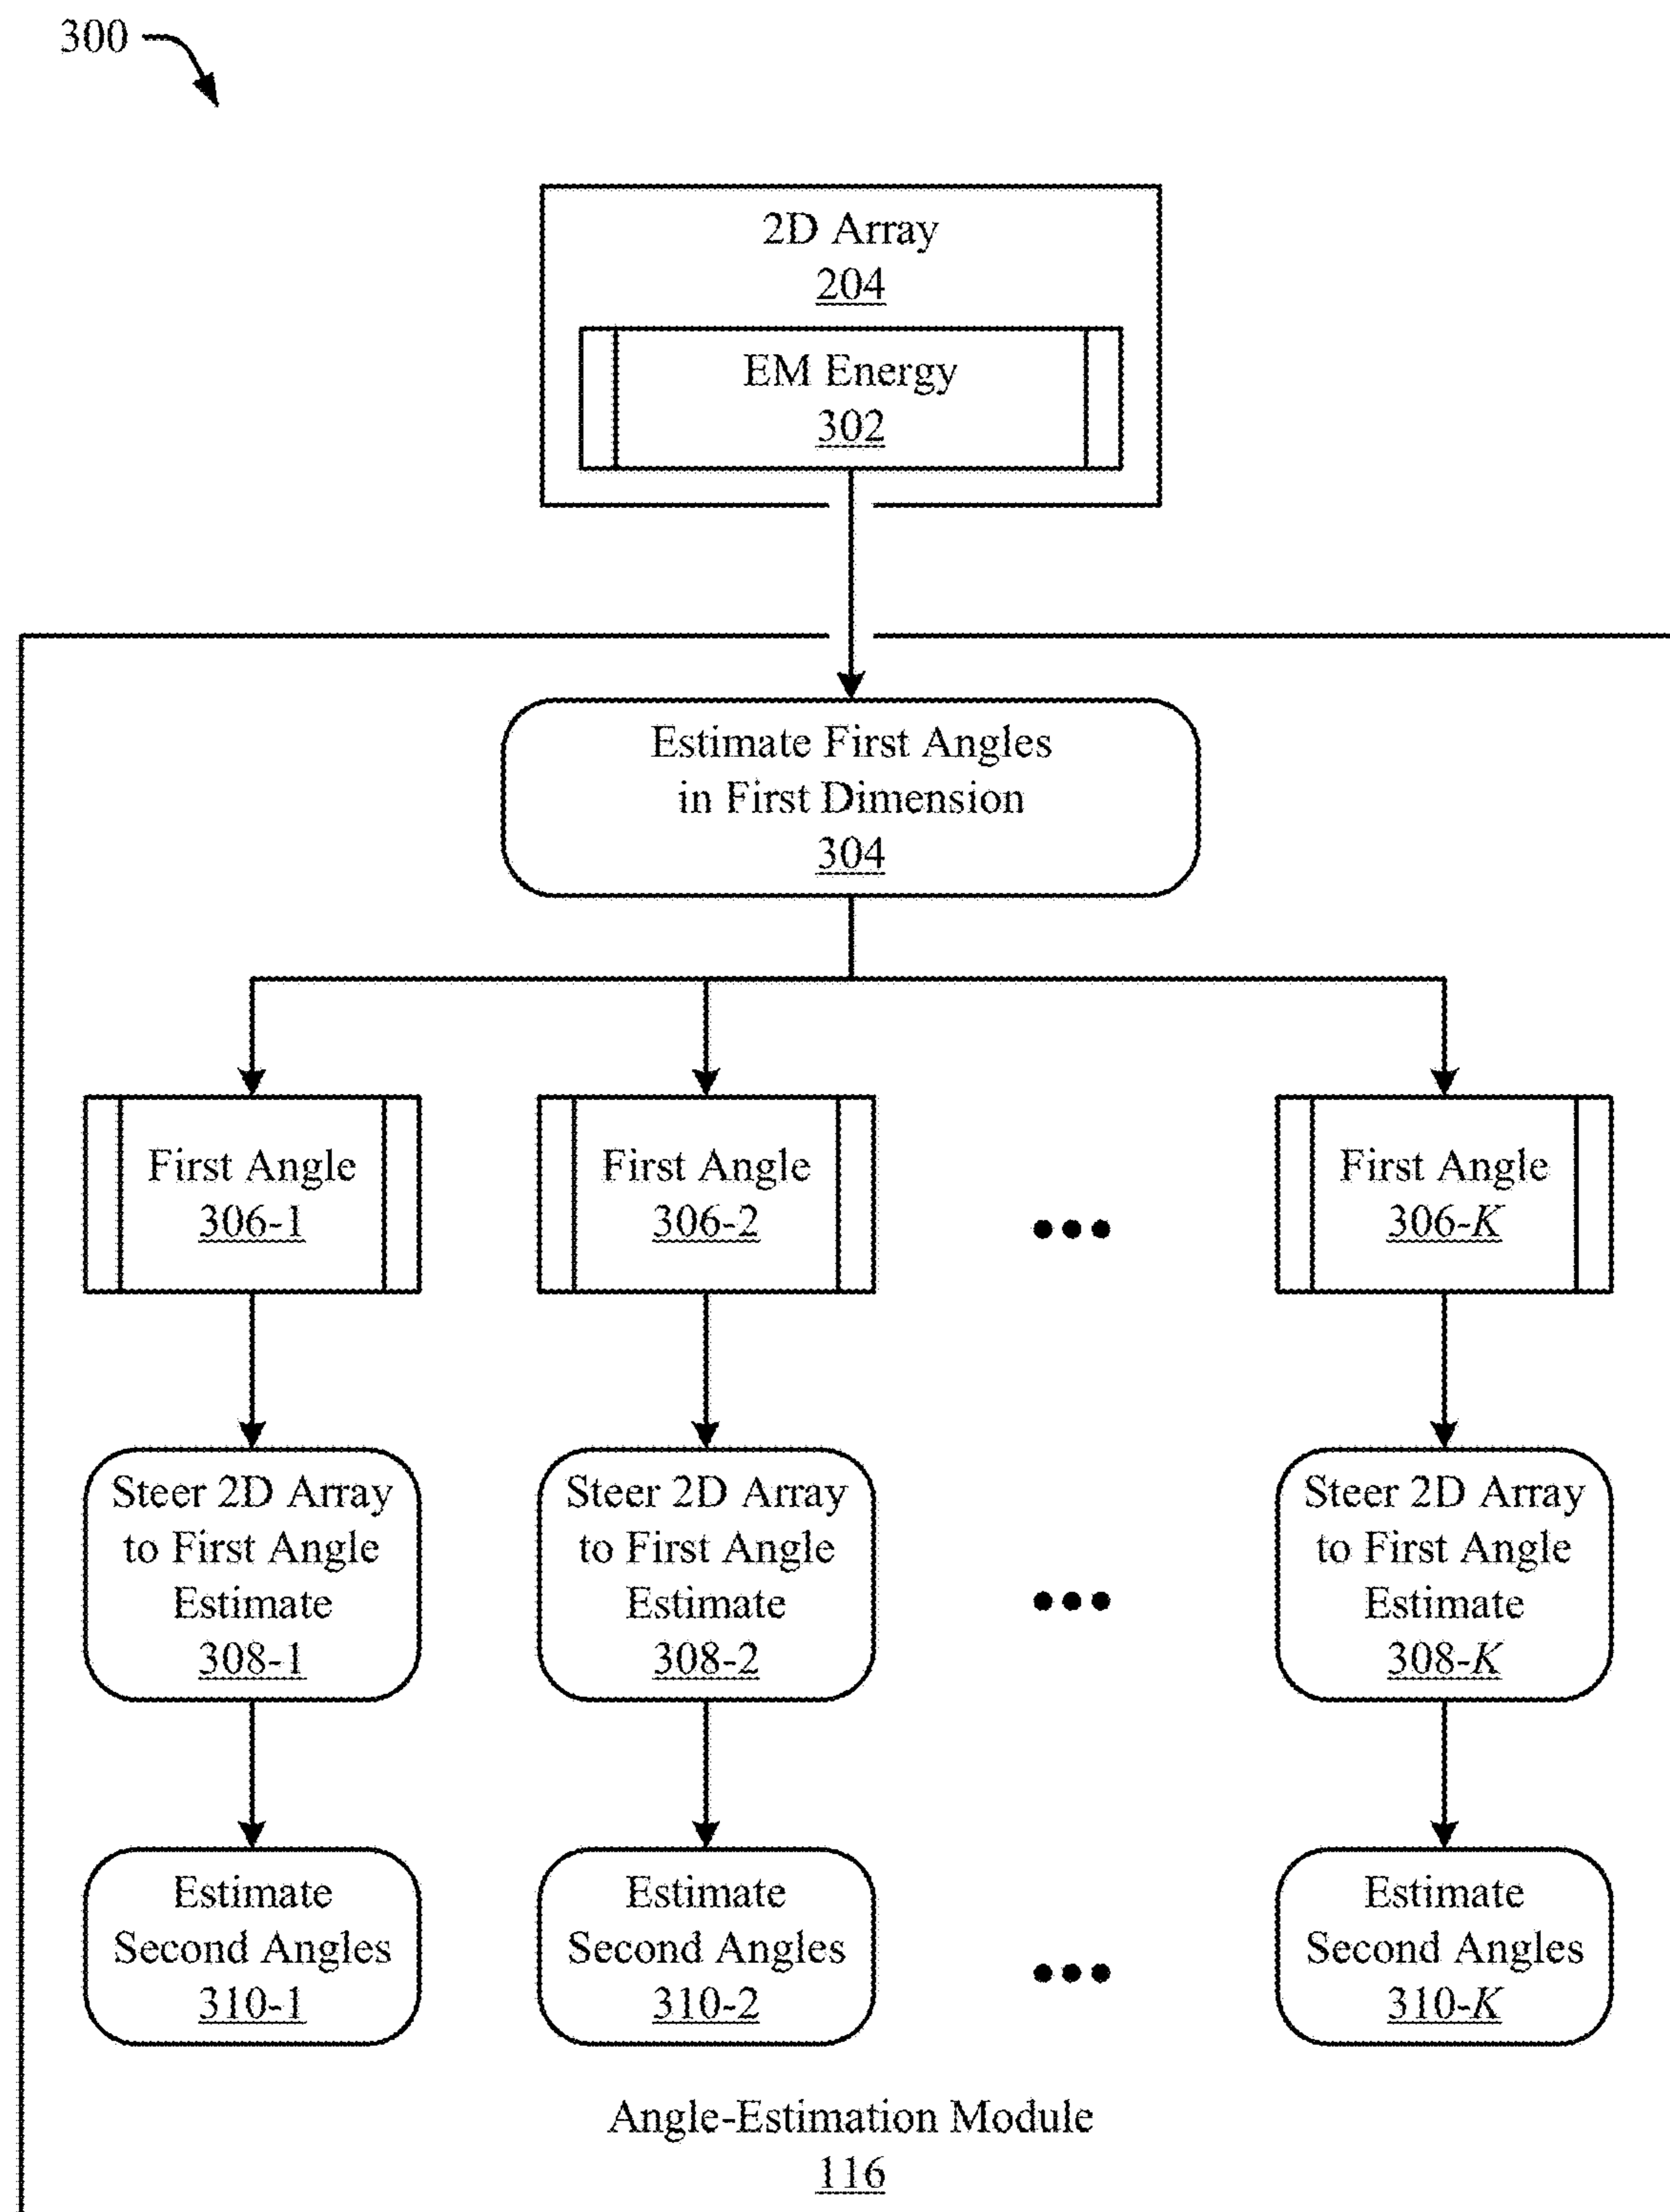 300
2D Array
204
EM Energy
302
Estimate First Angles
in First Dimension
304
First Angle
306-1
First Angle
306-2
•••
First Angle
306-K
Steer 2D Array
to First Angle
Estimate
308-1
Steer 2D Array
to First Angle
Estimate
308-2
•••
Steer 2D Array
to First Angle
Estimate
308-K
Estimate
Second Angles
310-1
Estimate
Second Angles
310-2
•••
Estimate
Second Angles
310-K
Angle-Estimation Module
116